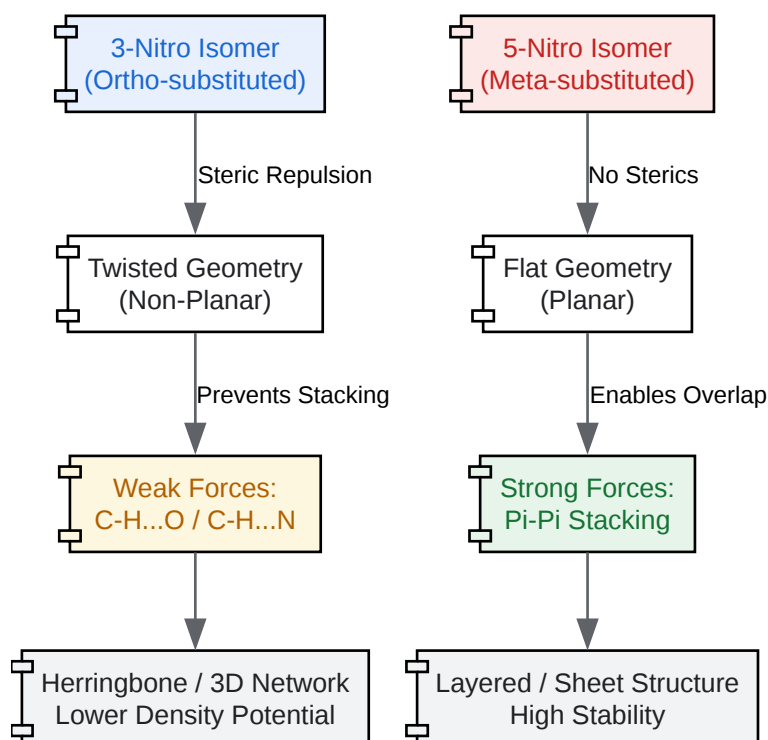 3-Nitro Isomer
(Ortho-substituted)
5-Nitro Isomer
(Meta-substituted)
Steric Repulsion
No Sterics
Twisted Geometry
(Non-Planar)
Flat Geometry
(Planar)
Prevents Stacking
Enables Overlap
Weak Forces:
C-H...O / C-H...N
Strong Forces:
Pi-Pi Stacking
Herringbone / 3D Network
Lower Density Potential
Layered / Sheet Structure
High Stability